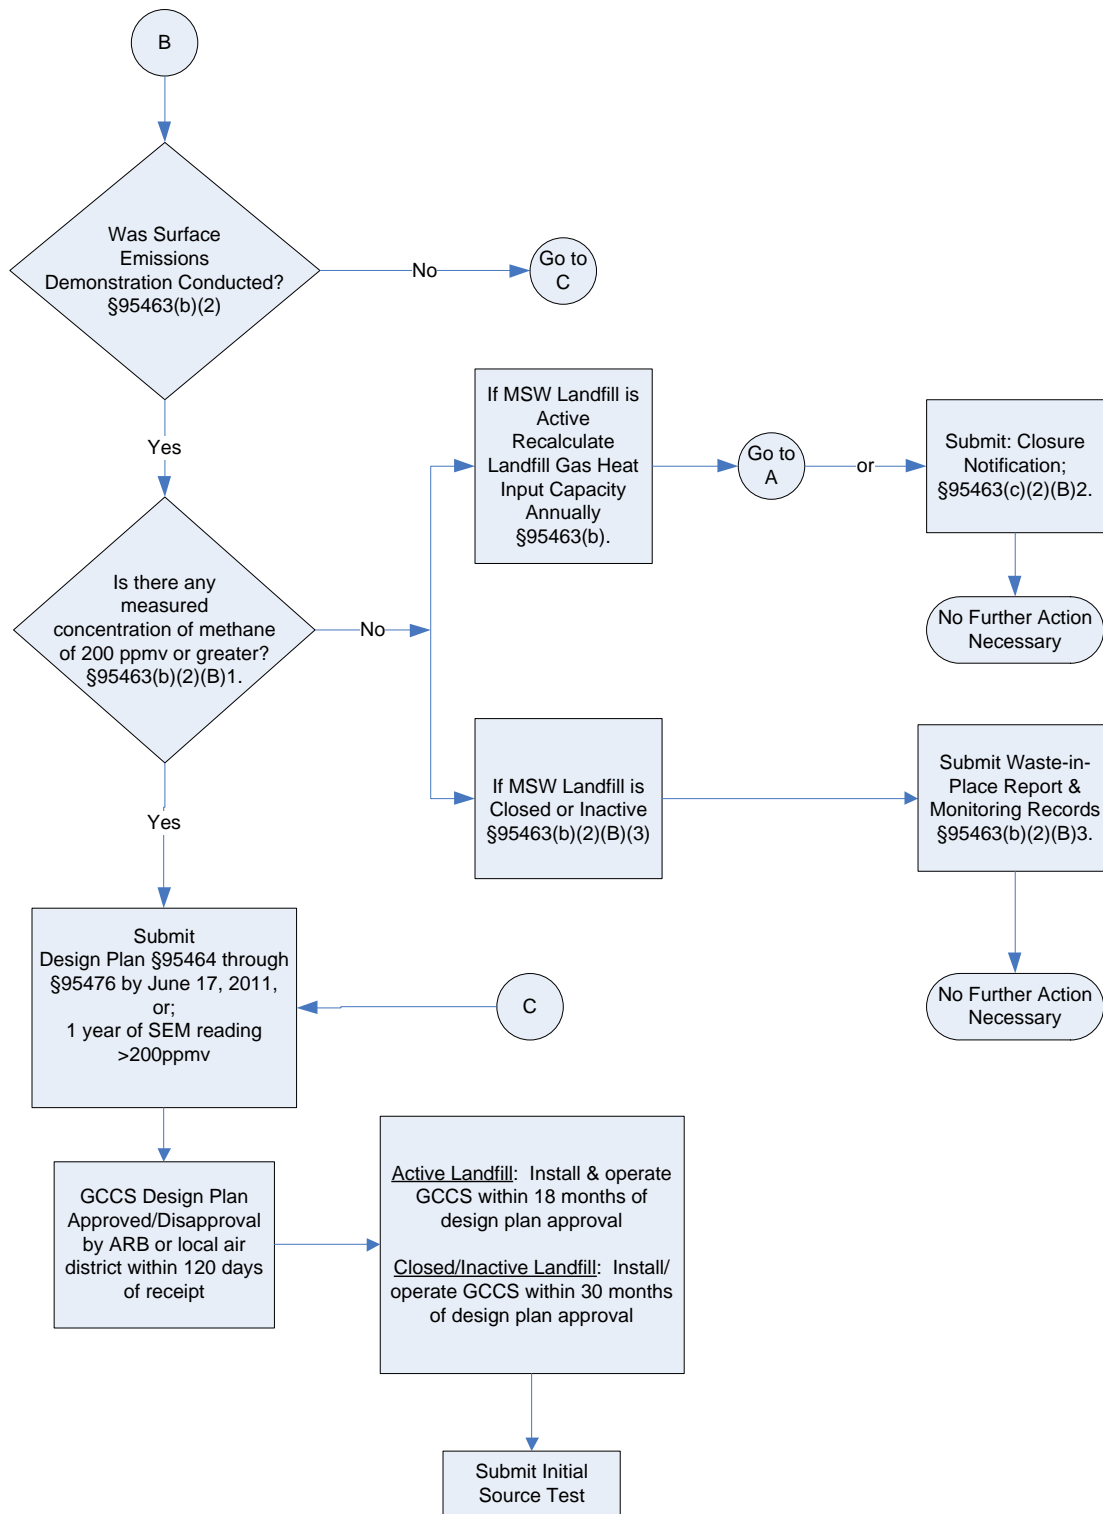 B
Was Surface
Emissions
Demonstration Conducted?
§95463(b)(2)
No
Go to
C
Yes
Is there any
measured
concentration of methane
of 200 ppmv or greater?
§95463(b)(2)(B)1.
No
If MSW Landfill is
Active
Recalculate
Landfill Gas Heat
Input Capacity
Annually
§95463(b).
Go to
A
or
Submit: Closure
Notification;
§95463(c)(2)(B)2.
No Further Action
Necessary
If MSW Landfill is
Closed or Inactive
§95463(b)(2)(B)(3)
Submit Waste-in-
Place Report &
Monitoring Records
§95463(b)(2)(B)3.
No Further Action
Necessary
Yes
Submit
Design Plan §95464 through
§95476 by June 17, 2011,
or;
1 year of SEM reading
>200ppmv
C
GCCS Design Plan
Approved/Disapproval
by ARB or local air
district within 120 days
of receipt
Active Landfill:  Install & operate
GCCS within 18 months of
design plan approval
Closed/Inactive Landfill:  Install/
operate GCCS within 30 months
of design plan approval
Submit Initial
Source Test